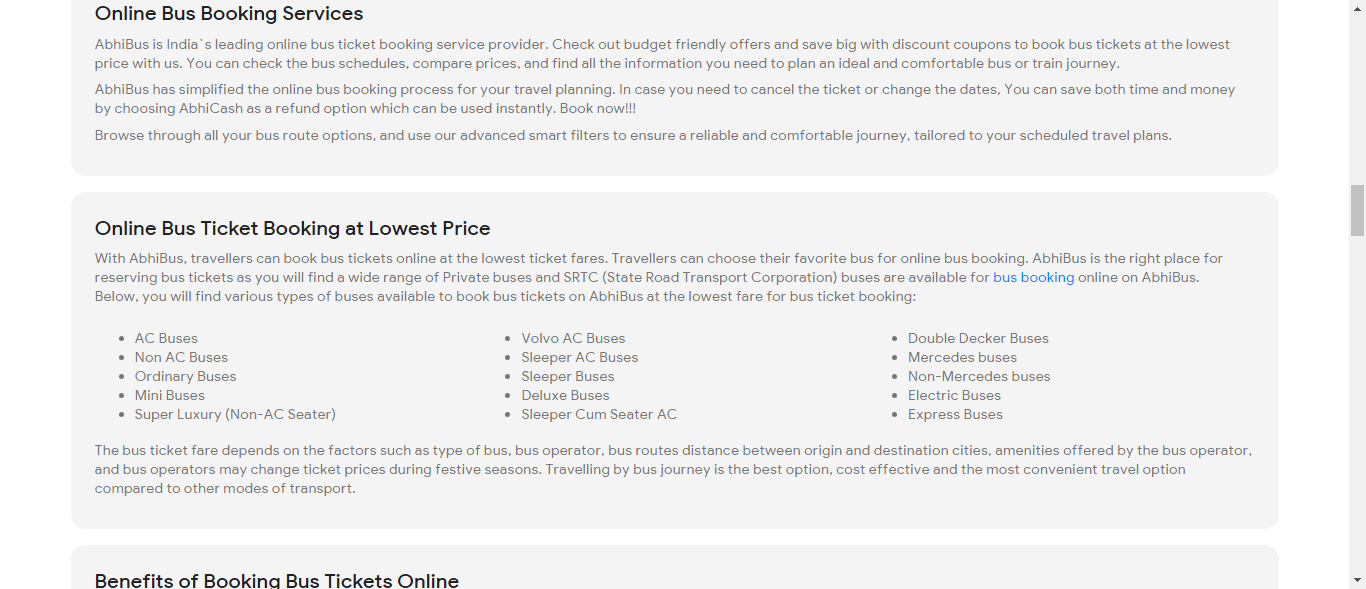 Online Bus Booking Services
AbhiBus is India`s leading online bus ticket booking service provider. Check out budget friendly offers and save big with discount coupons to book bus tickets at the lowest
price with us. You can check the bus schedules, compare prices, and find all the information you need to plan an ideal and comfortable bus or train journey.
AbhiBus has simplified the online bus booking process for your travel planning. In case you need to cancel the ticket or change the dates, You can save both time and money
by choosing AbhiCash as a refund option which can be used instantly. Book now!!!
Browse through all your bus route options, and use our advanced smart filters to ensure a reliable and comfortable journey, tailored to your scheduled travel plans.
Online Bus Ticket Booking at Lowest Price
With AbhiBus, travellers can book bus tickets online at the lowest ticket fares. Travellers can choose their favorite bus for online bus booking. AbhiBus is the right place for
reserving bus tickets as you will find a wide range of Private buses and SRTC (State Road Transport Corporation) buses are available for bus booking online on AbhiBus.
Below, you will find various types of buses available to book bus tickets on AbhiBus at the lowest fare for bus ticket booking:
• AC Buses
• Non AC Buses
• Ordinary Buses
• Mini Buses
• Super Luxury (Non-AC Seater)
• Volvo AC Buses
• Sleeper AC Buses
• Sleeper Buses
• Deluxe Buses
• Sleeper Cum Seater AC
• Double Decker Buses
• Mercedes buses
• Non-Mercedes buses
• Electric Buses
• Express Buses
The bus ticket fare depends on the factors such as type of bus, bus operator, bus routes distance between origin and destination cities, amenities offered by the bus operator,
and bus operators may change ticket prices during festive seasons. Travelling by bus journey is the best option, cost effective and the most convenient travel option
compared to other modes of transport.
Benefits of Booking Bus Tickets Online